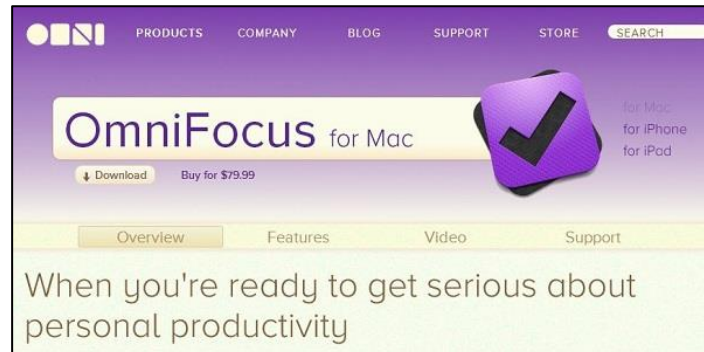 OMNI
PRODUCTS COMPANY BLOG SUPPORT STORE SEARCH
OmniFocus for Mac
for Mac
for iPhone
for iPad
Download Buy for $79.99
Overview Features Video Support
When you're ready to get serious about
personal productivity